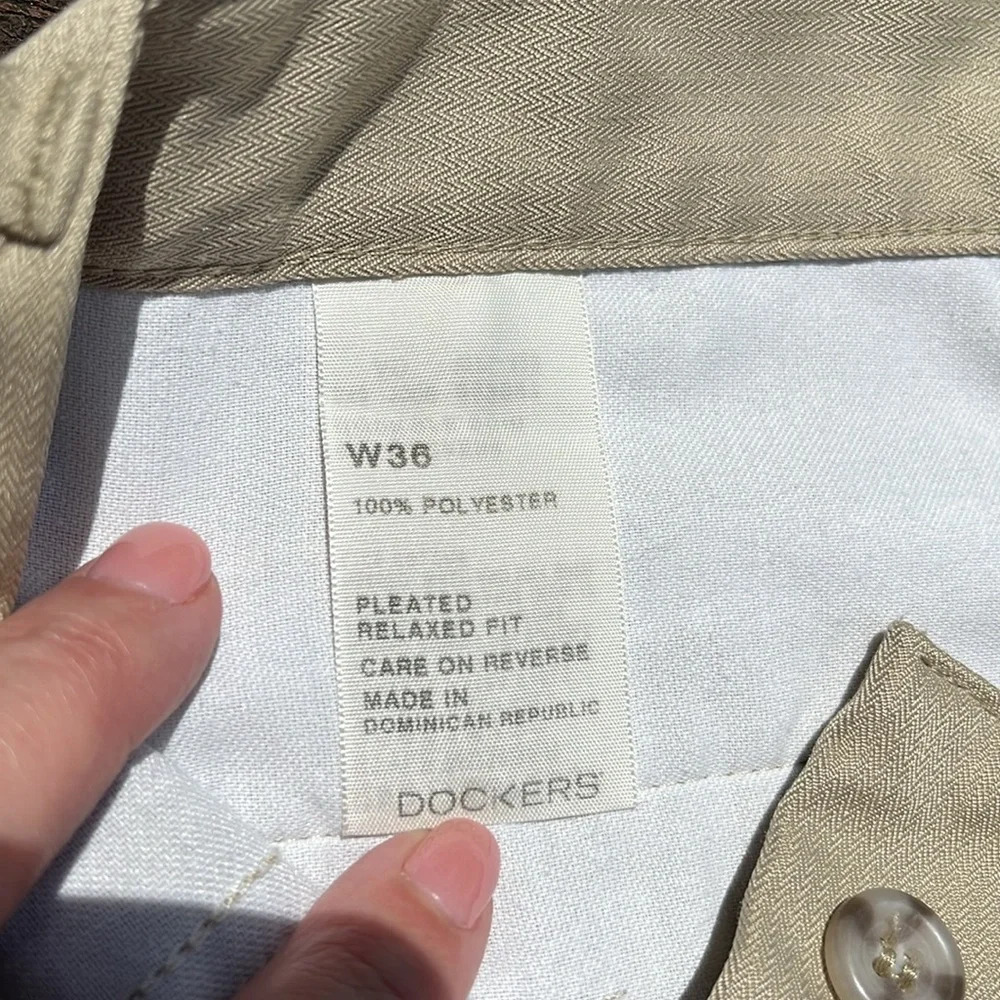 W36
100% POLYESTER
PLEATED
RELAXED FIT
CARE ON REVERSE
MADE IN
DOMINICAN REPUBLIC
DOCKERS